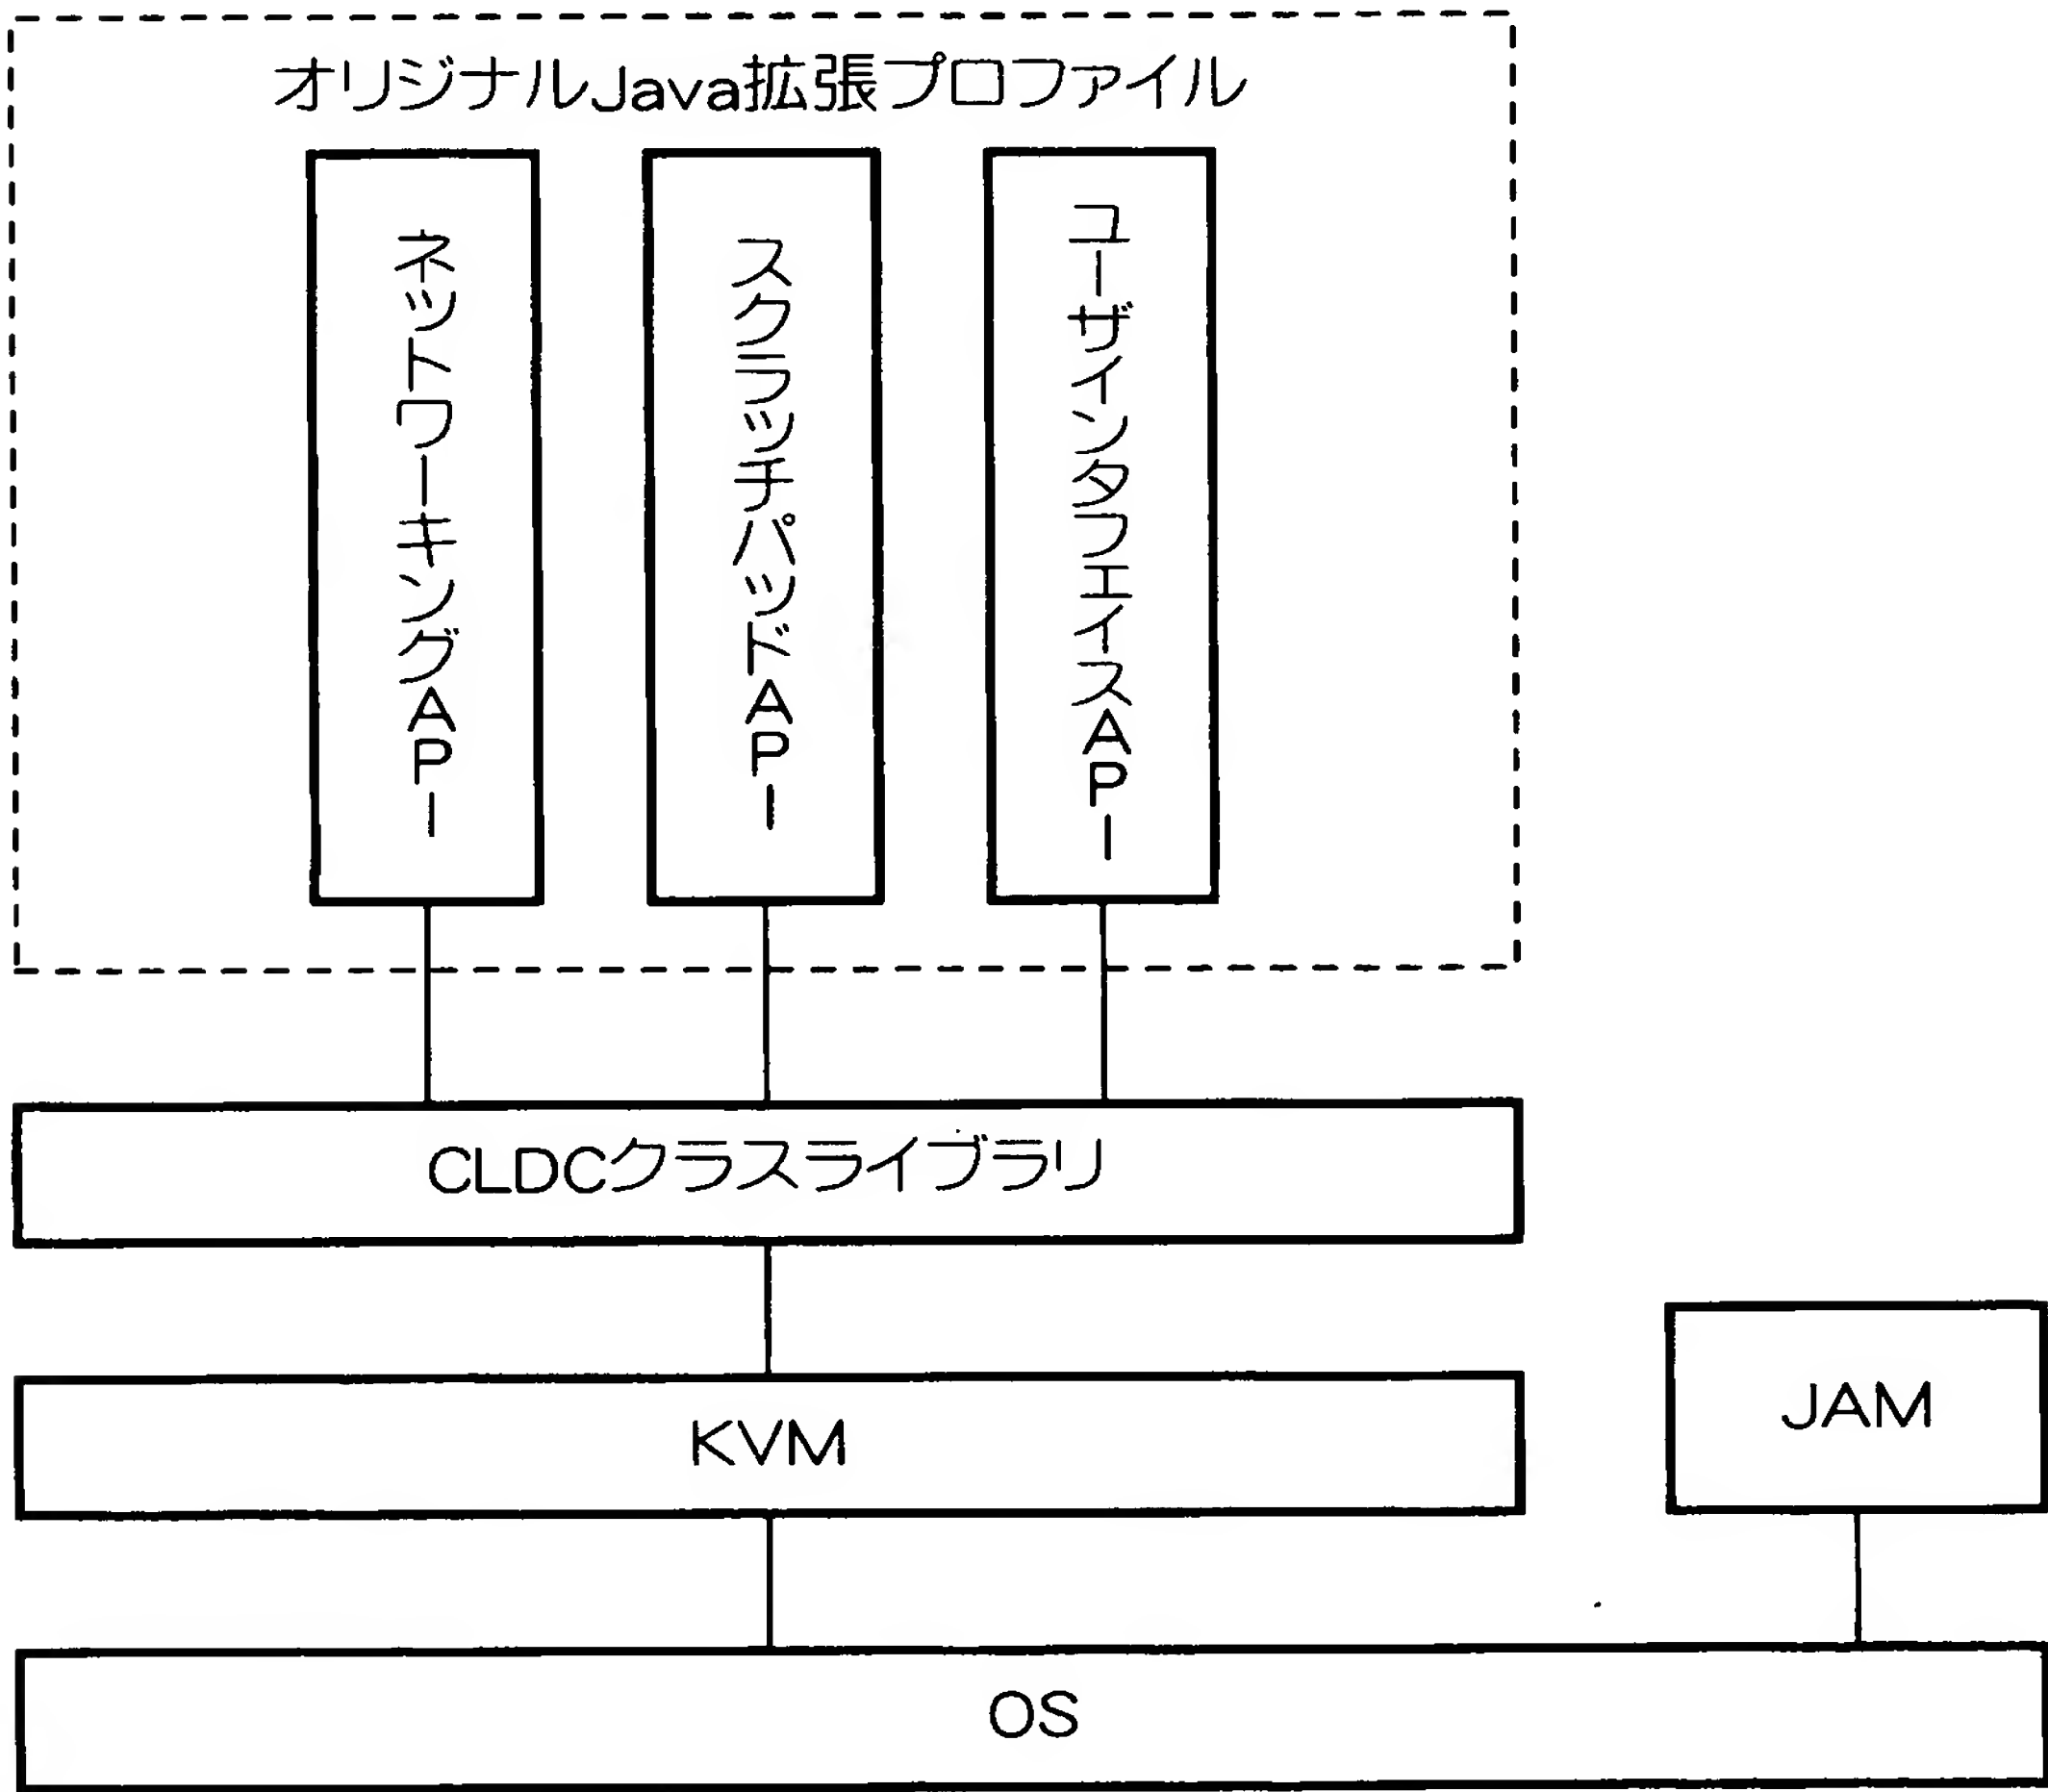 オリジナルJava拡張プロファイル
ネットワーキングAPI
スクラッチパッドAPI
ユーザインタフェイスAPI
CLDCクラスライブラリ
KVM
JAM
OS